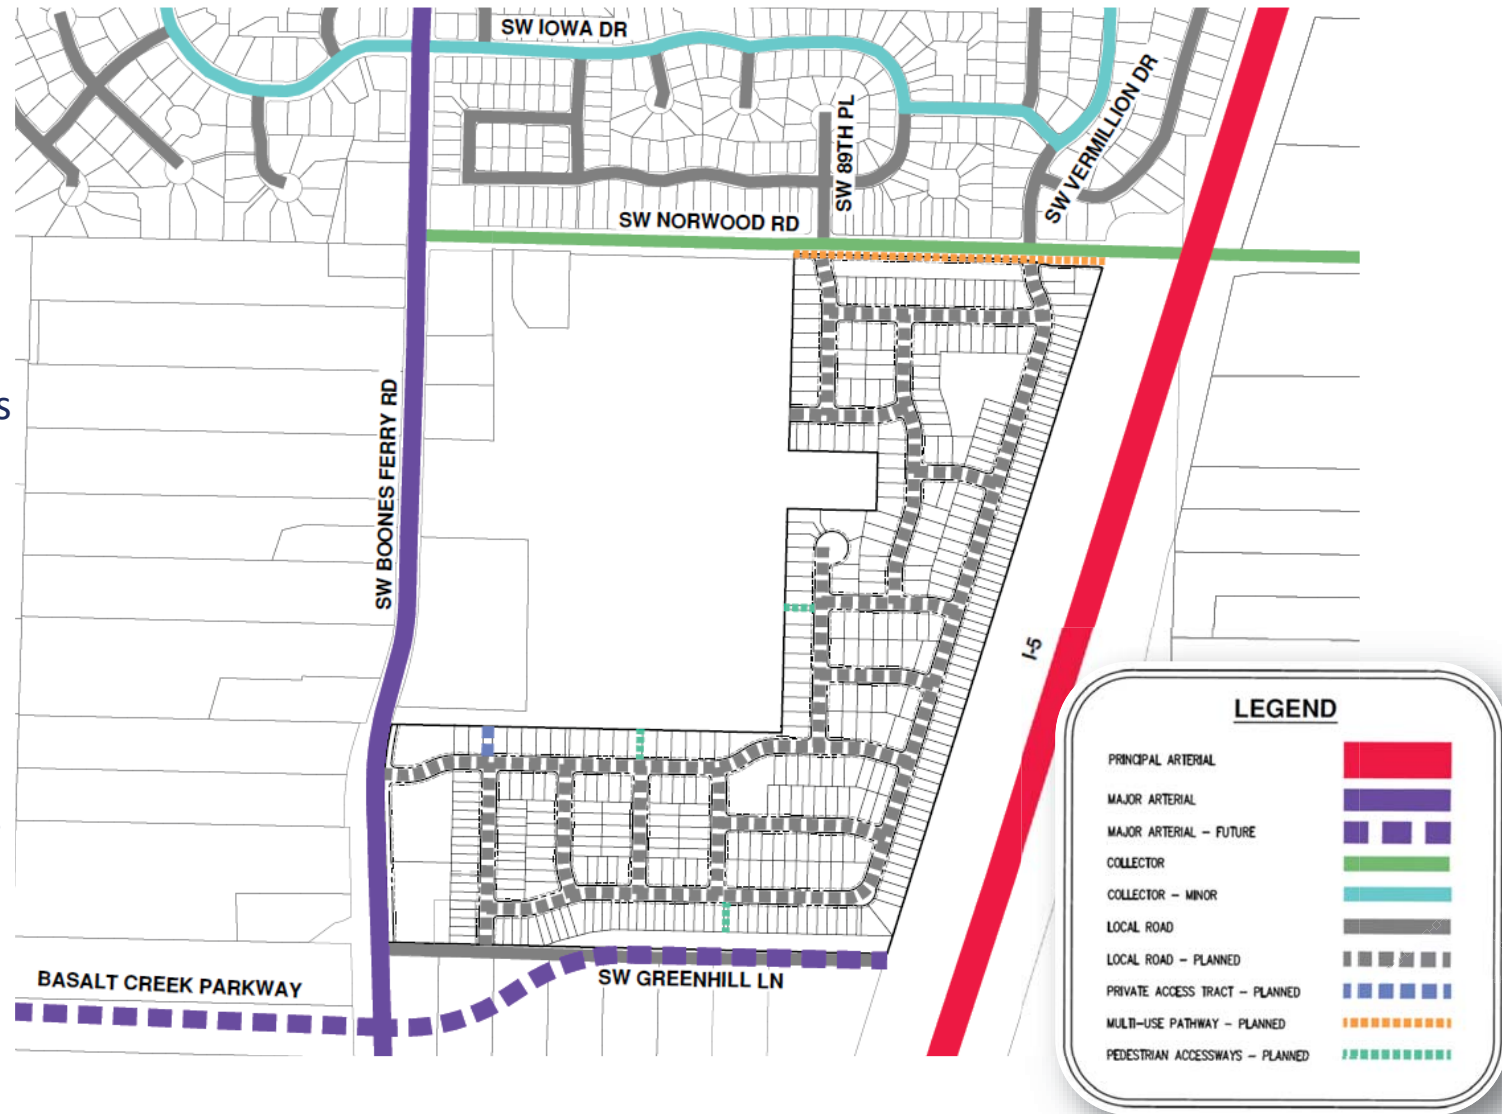 SW IOWA DR
SW VERMILLION DR
SW 89TH PL
SW NORWOOD RD
S
SW BOONES FERRY RD
I-5
BASALT CREEK PARKWAY
SW GREENHILL LN
LEGEND
PRINCIPAL ARTERIAL
MAJOR ARTERIAL
MAJOR ARTERIAL – FUTURE
COLLECTOR
COLLECTOR – MINOR
LOCAL ROAD
LOCAL ROAD – PLANNED
PRIVATE ACCESS TRACT – PLANNED
MULTI-USE PATHWAY – PLANNED
PEDESTRIAN ACCESSWAYS – PLANNED